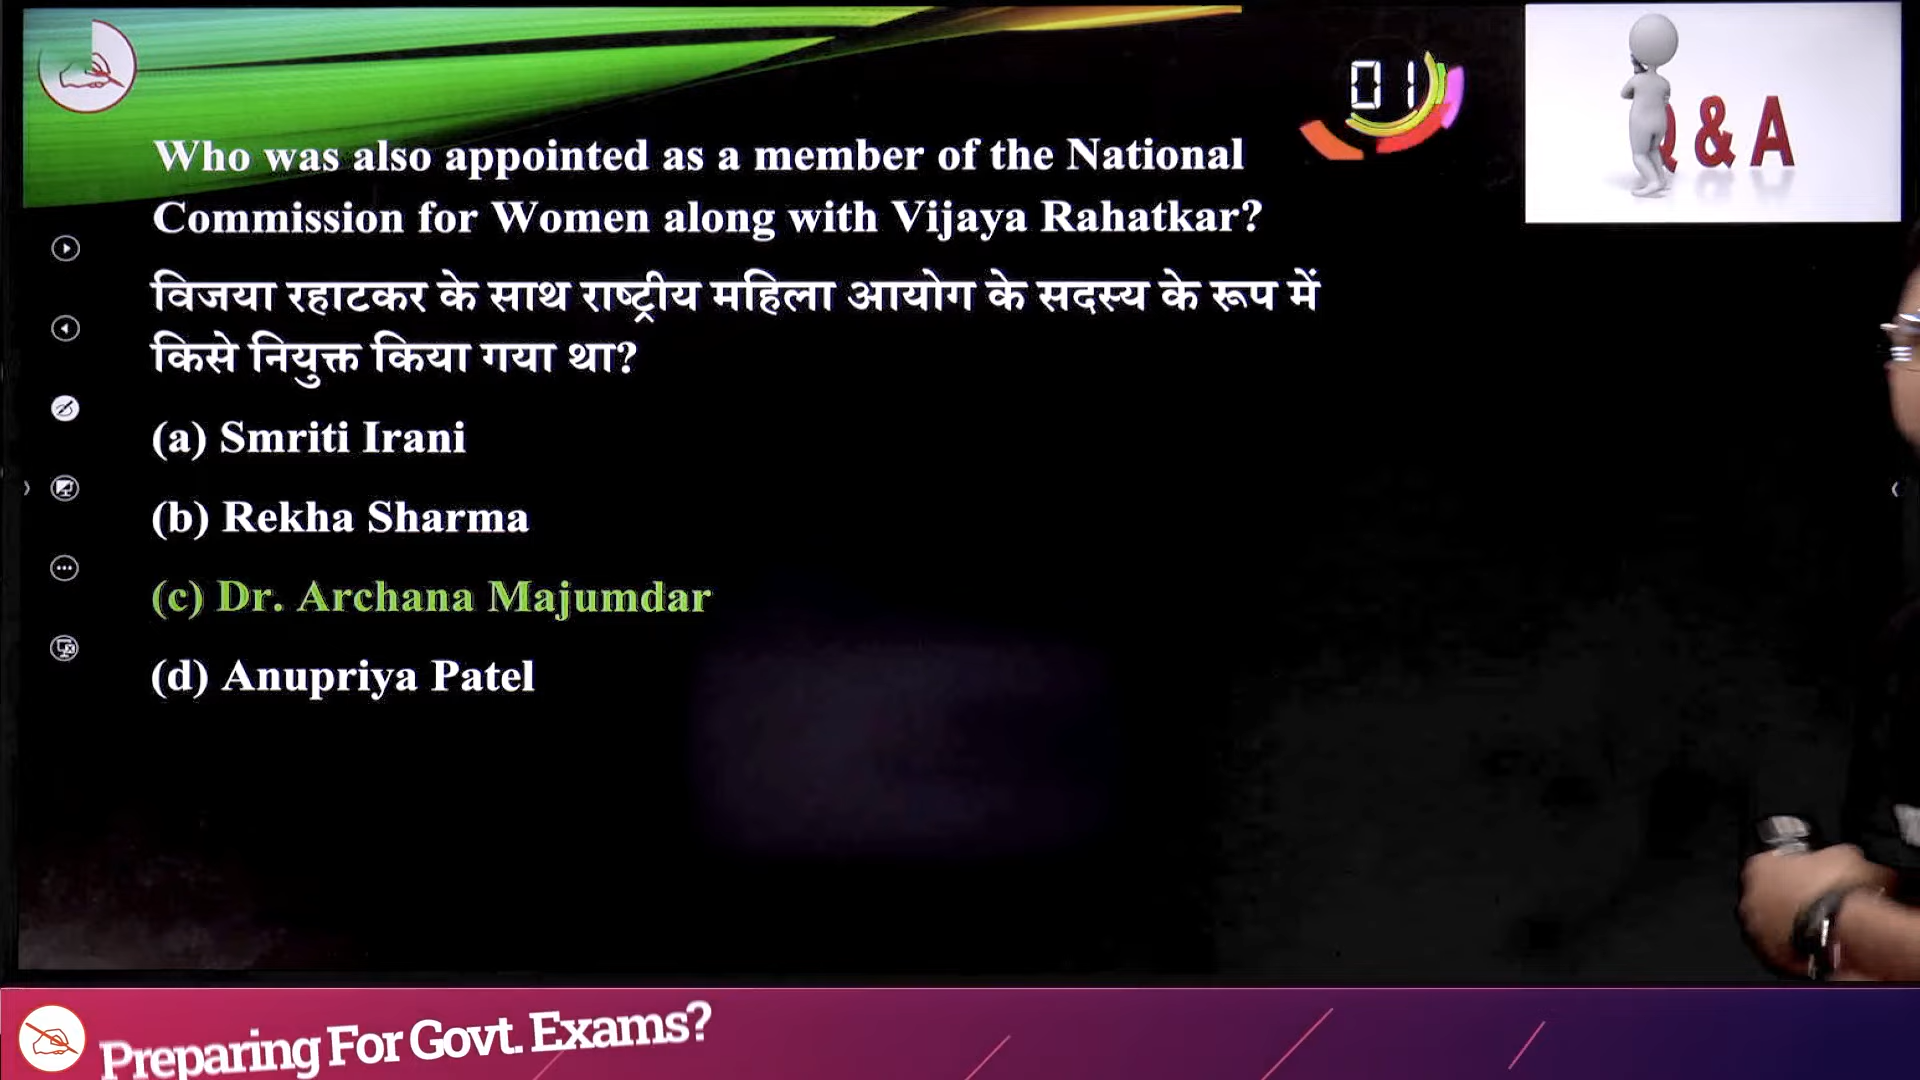 01
Q & A
Who was also appointed as a member of the National
Commission for Women along with Vijaya Rahatkar?
विजया रहाटकर के साथ राष्ट्रीय महिला आयोग के सदस्य के रूप में
किसे नियुक्त किया गया था?
(a) Smriti Irani
(b) Rekha Sharma
(c) Dr. Archana Majumdar
(d) Anupriya Patel
Preparing For Govt. Exams?